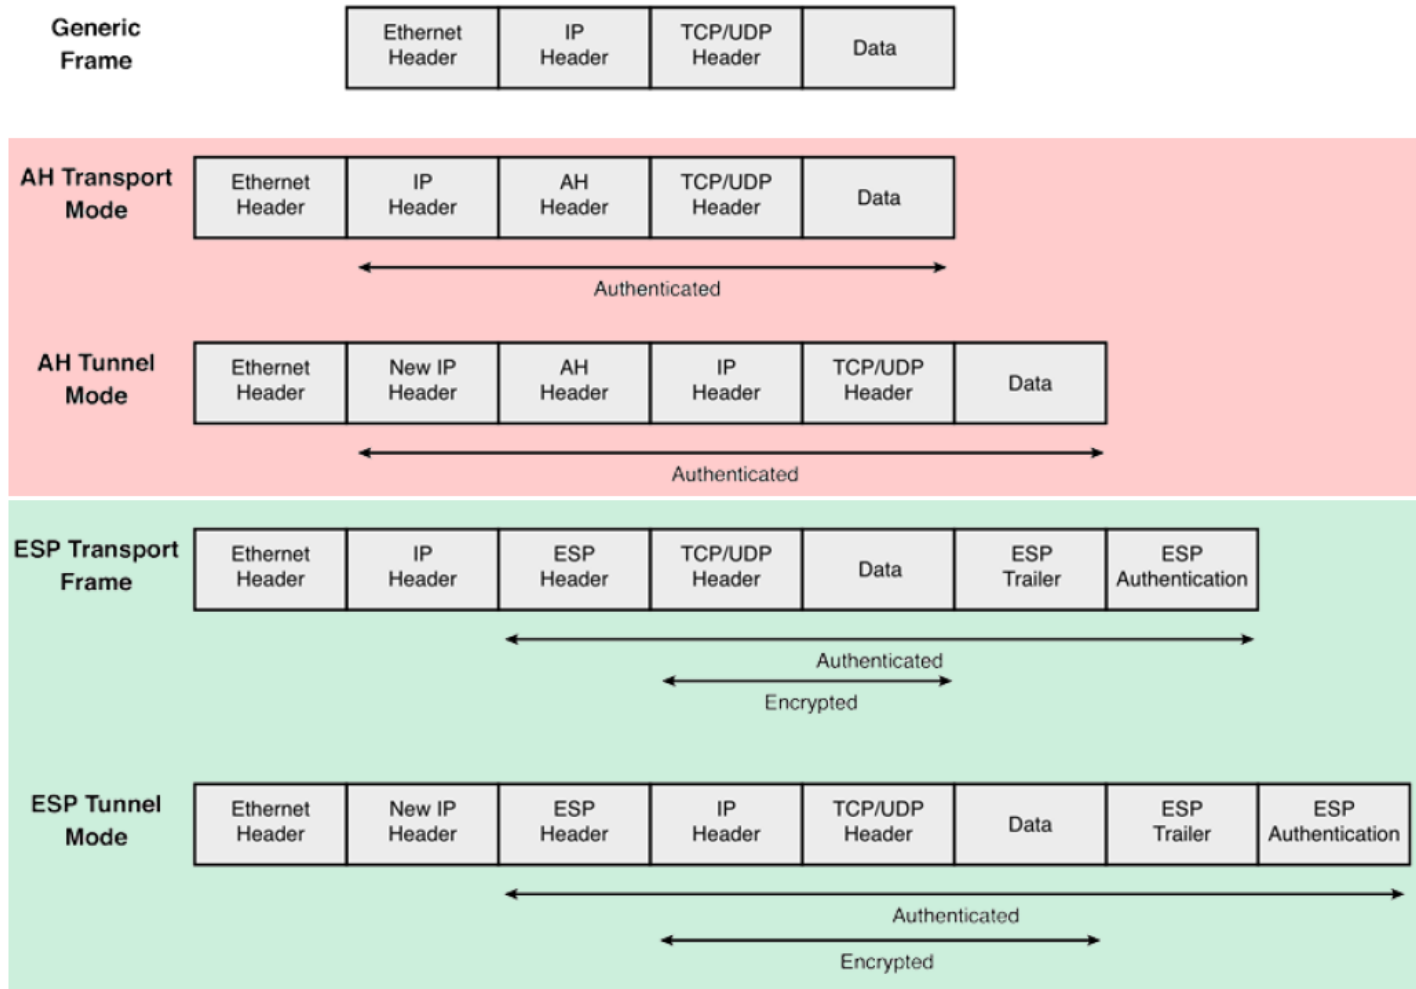 Generic
Frame
Ethernet
Header
IP
Header
TCP/UDP
Header
Data
AH Transport
Mode
Ethernet
Header
IP
Header
AH
Header
TCP/UDP
Header
Data
Authenticated
AH Tunnel
Mode
Ethernet
Header
New IP
Header
AH
Header
IP
Header
TCP/UDP
Header
Data
Authenticated
ESP Transport
Frame
Ethernet
Header
IP
Header
ESP
Header
TCP/UDP
Header
Data
ESP
Trailer
ESP
Authentication
Authenticated
Encrypted
ESP Tunnel
Mode
Ethernet
Header
New IP
Header
ESP
Header
IP
Header
TCP/UDP
Header
Data
ESP
Trailer
ESP
Authentication
Authenticated
Encrypted